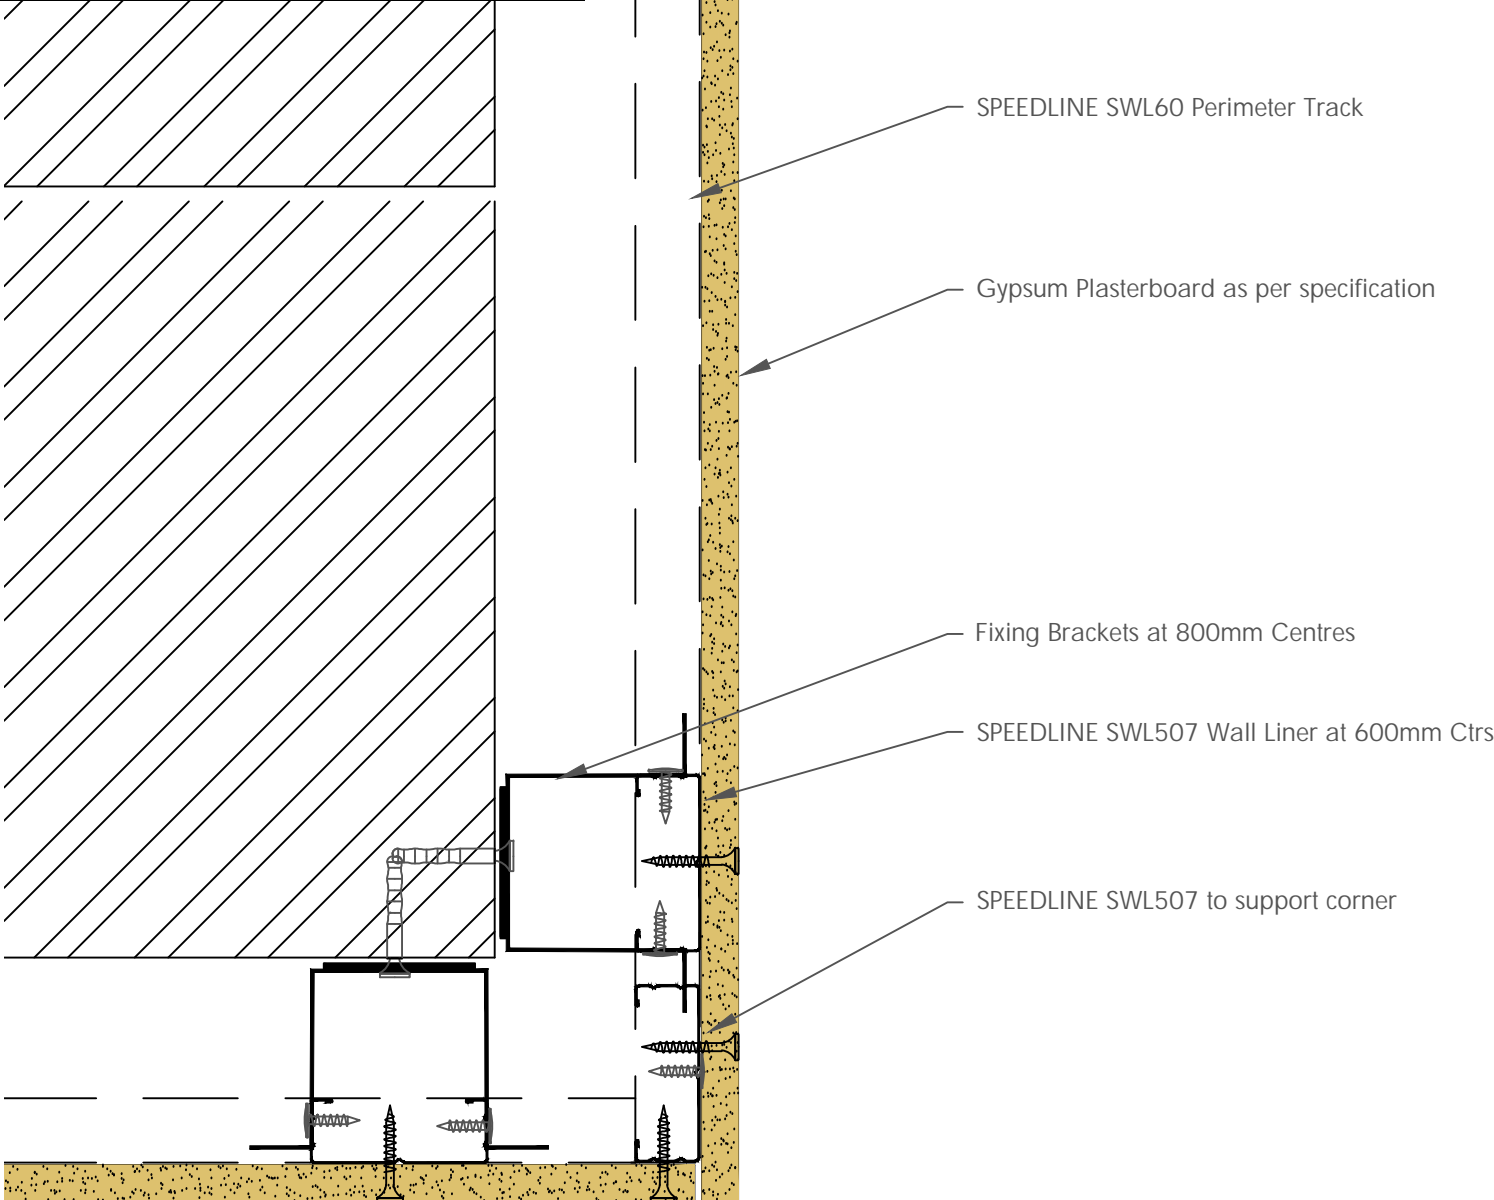 SPEEDLINE SWL60 Perimeter Track
Gypsum Plasterboard as per specification
Fixing Brackets at 800mm Centres
SPEEDLINE SWL507 Wall Liner at 600mm Ctrs
SPEEDLINE SWL507 to support corner